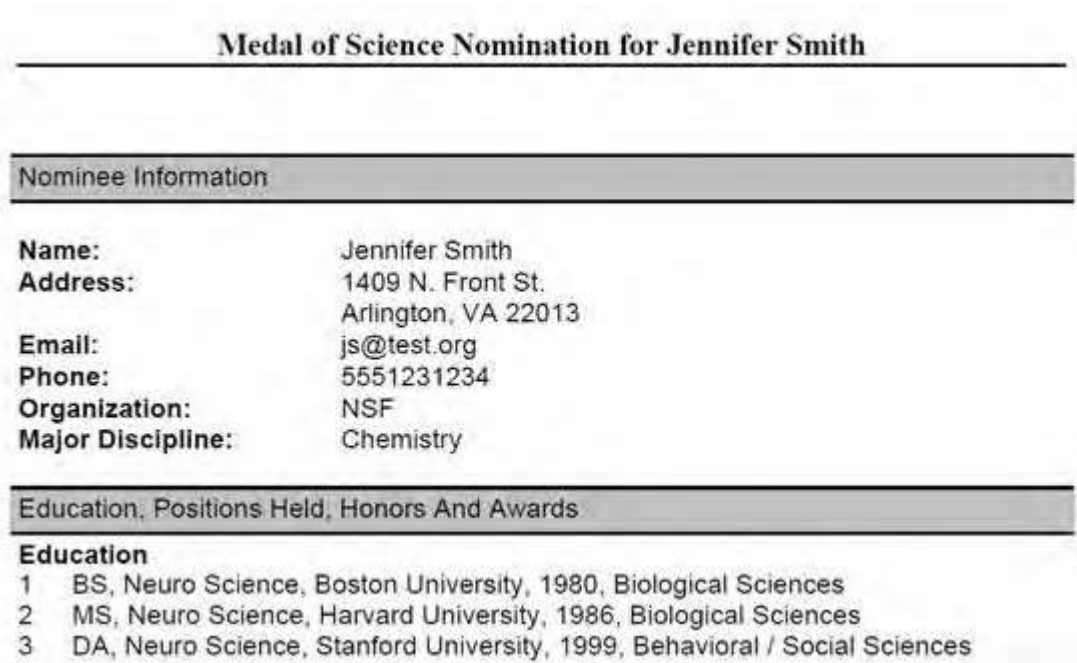 Medal of Science Nomination for Jennifer Smith
Nominee Information
Name: Jennifer Smith
Address: 1409 N. Front St.
Arlington, VA 22013
Email: js@test.org
Phone: 5551231234
Organization: NSF
Major Discipline: Chemistry
Education, Positions Held, Honors And Awards
Education
1 BS, Neuro Science, Boston University, 1980, Biological Sciences
2 MS, Neuro Science, Harvard University, 1986, Biological Sciences
3 DA, Neuro Science, Stanford University, 1999, Behavioral / Social Sciences